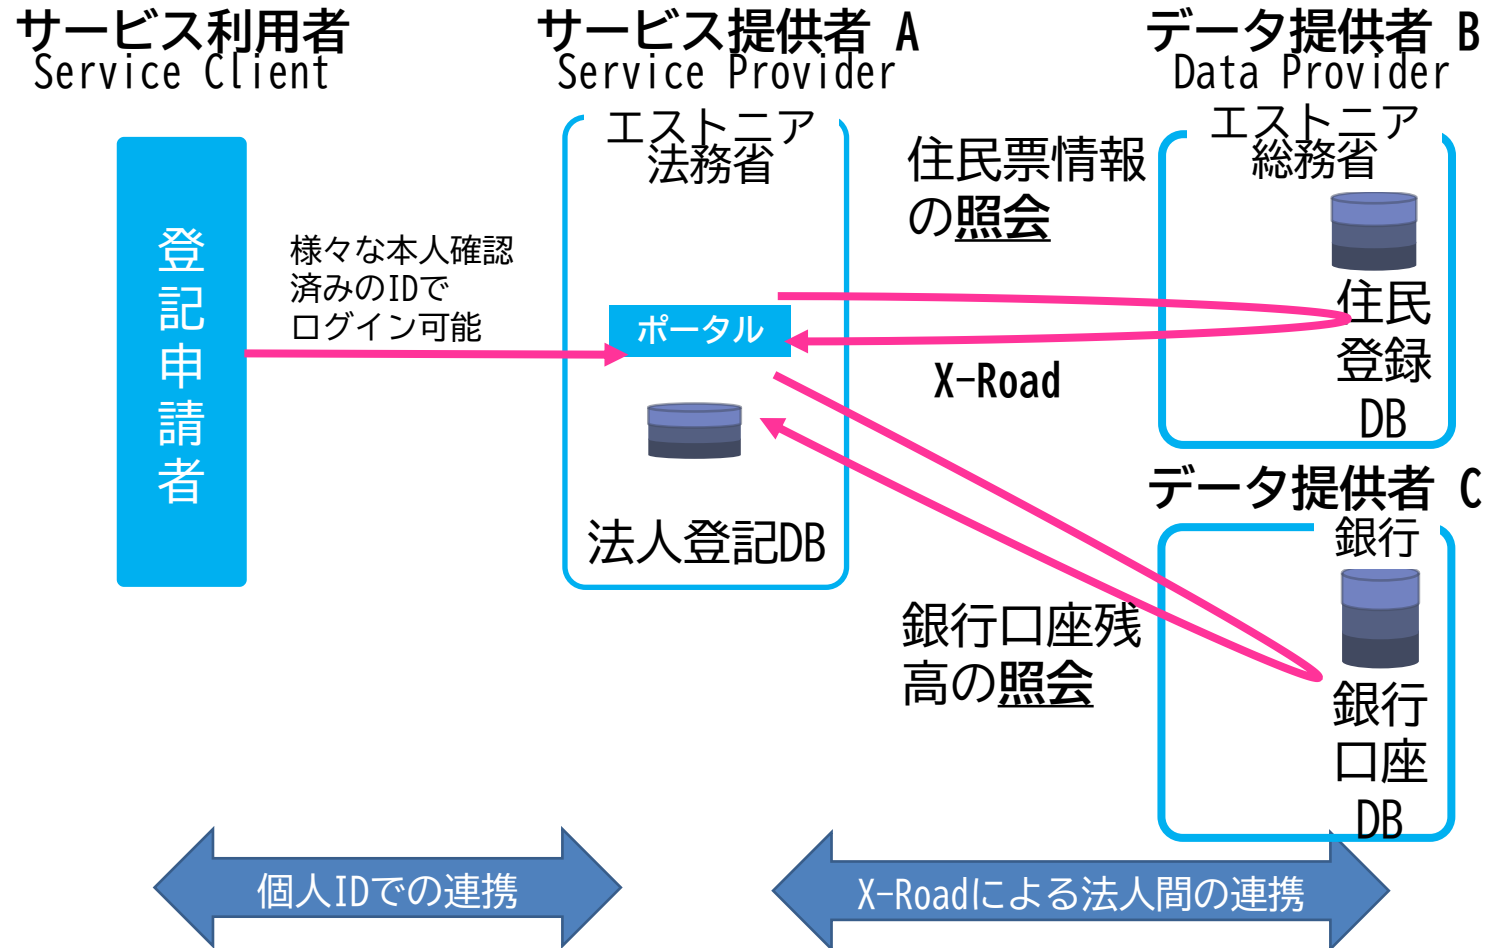 サービス利用者
Service Client
サービス提供者 A
Service Provider
データ提供者 B
Data Provider
登
記
申
請
者
様々な本人確認
済みのIDで
ログイン可能
エストニア
法務省
ポータル
法人登記DB
住民票情報
の照会
X-Road
エストニア
総務省
住民
登録
DB
データ提供者 C
銀行
銀行口座残
高の照会
銀行
口座
DB
個人IDでの連携
X-Roadによる法人間の連携